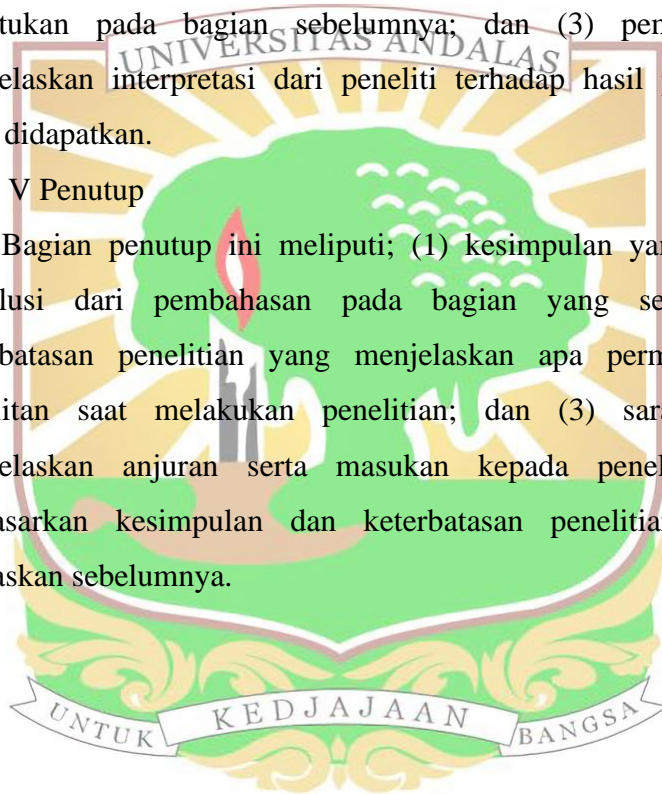 tukan pada bagian sebelumnya; dan (3) pen
UNIVERSITAS ANDALAS
elaskan interpretasi dari peneliti terhadap hasil
didapatkan.
V Penutup
Bagian penutup ini meliputi; (1) kesimpulan yan
lusi dari pembahasan pada bagian yang se
batasan penelitian yang menjelaskan apa perm
litan saat melakukan penelitian; dan (3) sara
elaskan anjuran serta masukan kepada penel
asarkan kesimpulan dan keterbatasan penelitian
askan sebelumnya.
UNTUK KEDJAJAAN BANGSA